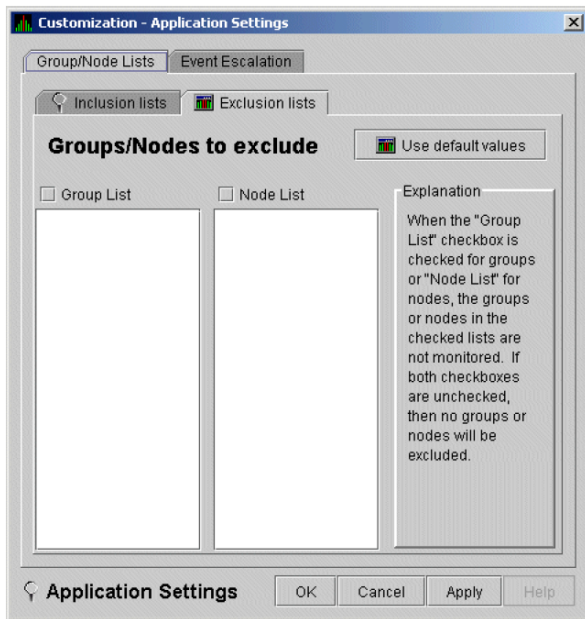 Customization - Application Settings
Group/Node Lists
Event Escalation
Inclusion lists
Exclusion lists
Groups/Nodes to exclude
Use default values
Group List
Node List
Explanation
When the "Group
List" checkbox is
checked for groups
or "Node List" for
nodes, the groups
or nodes in the
checked lists are
not monitored. If
both checkboxes
are unchecked,
then no groups or
nodes will be
excluded.
Application Settings
OK
Cancel
Apply
Help